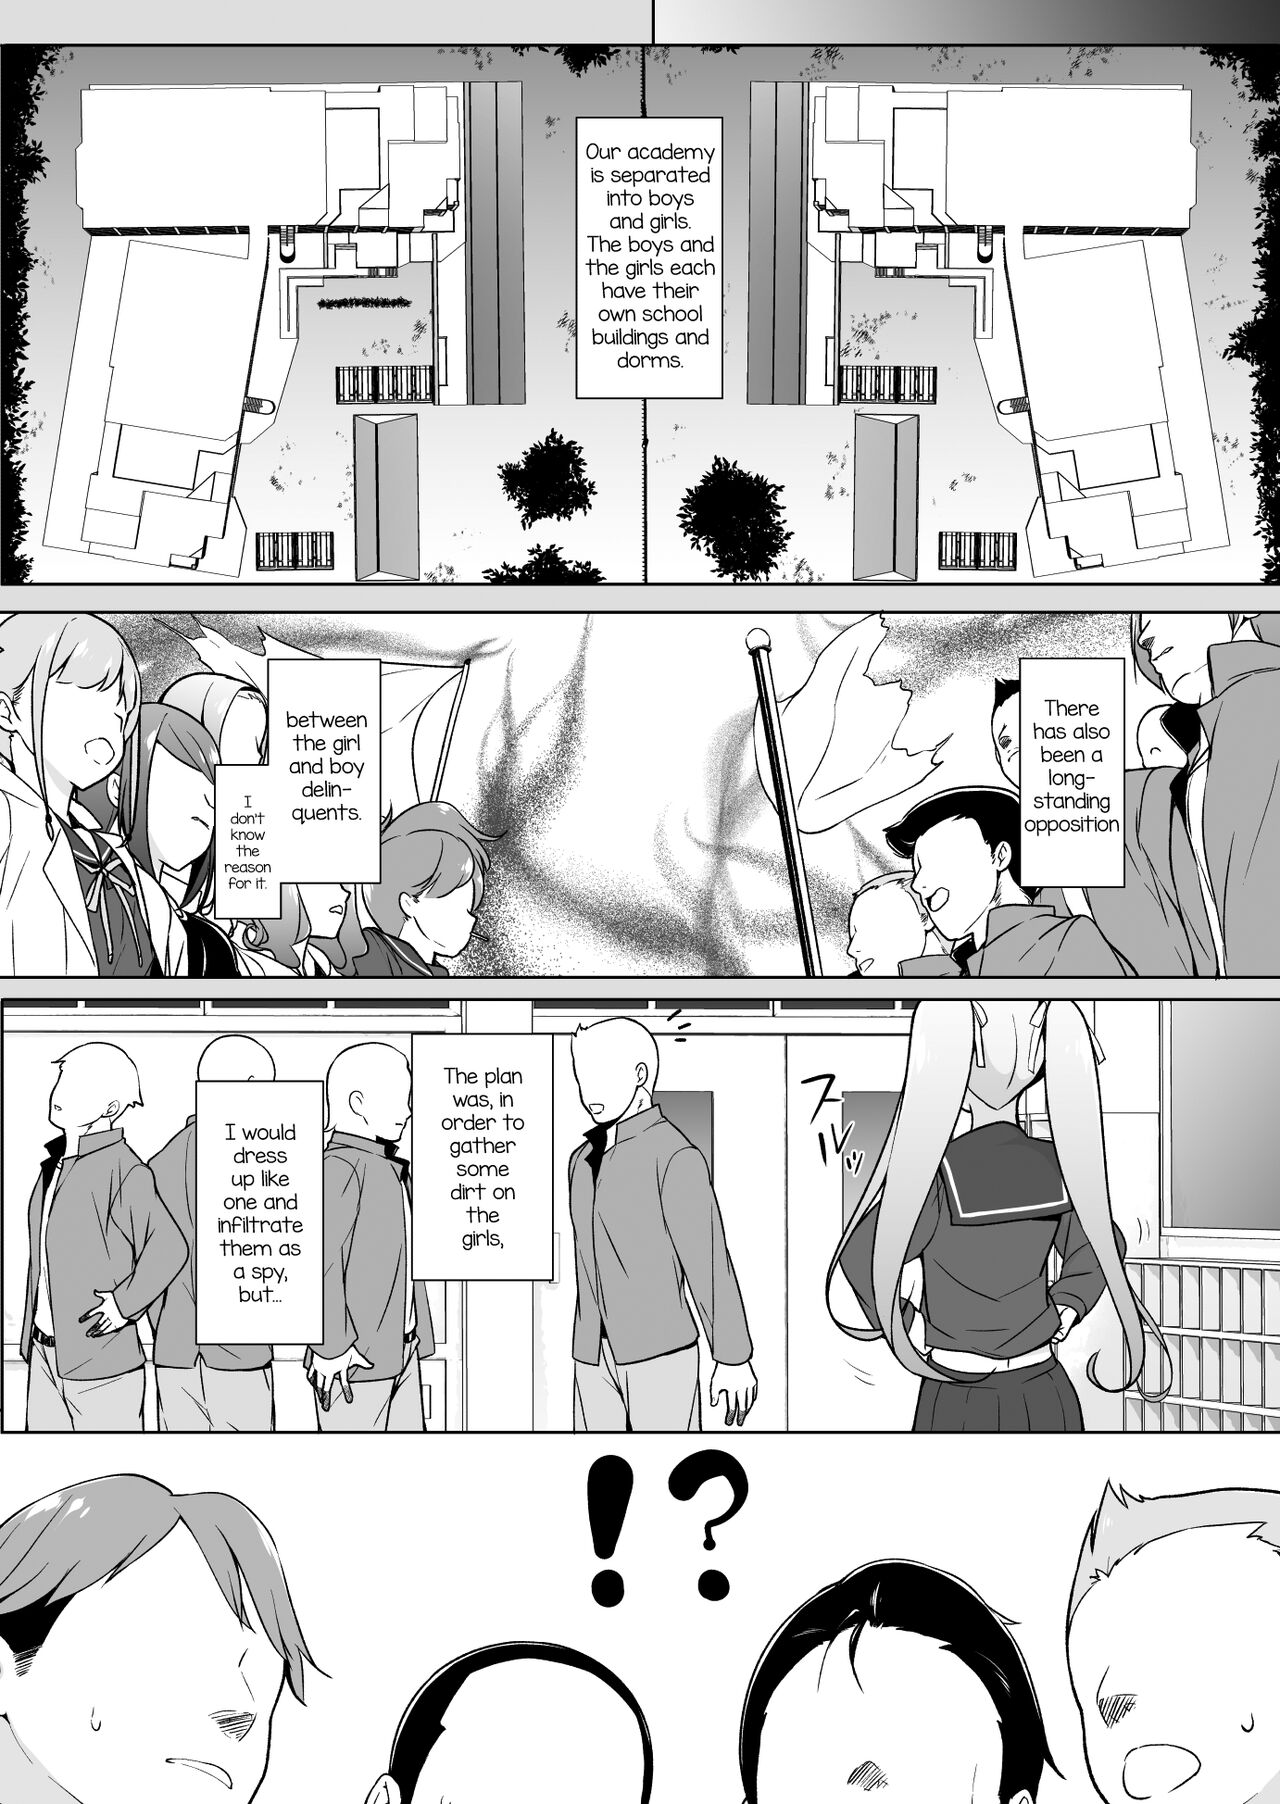 Our academy
is separated
into boys
and girls.
The boys and
the girls each
have their
own school
buildings and
dorms.
There
has also
been a
long-
standing
opposition
between
the girl
and boy
delin-
quents.
I
don't
know
the
reason
for it.
スルッ
The plan
was, in
order to
gather
some
dirt on
the
girls,
I would
dress
up like
one and
infiltrate
them as
a spy,
but...
!?